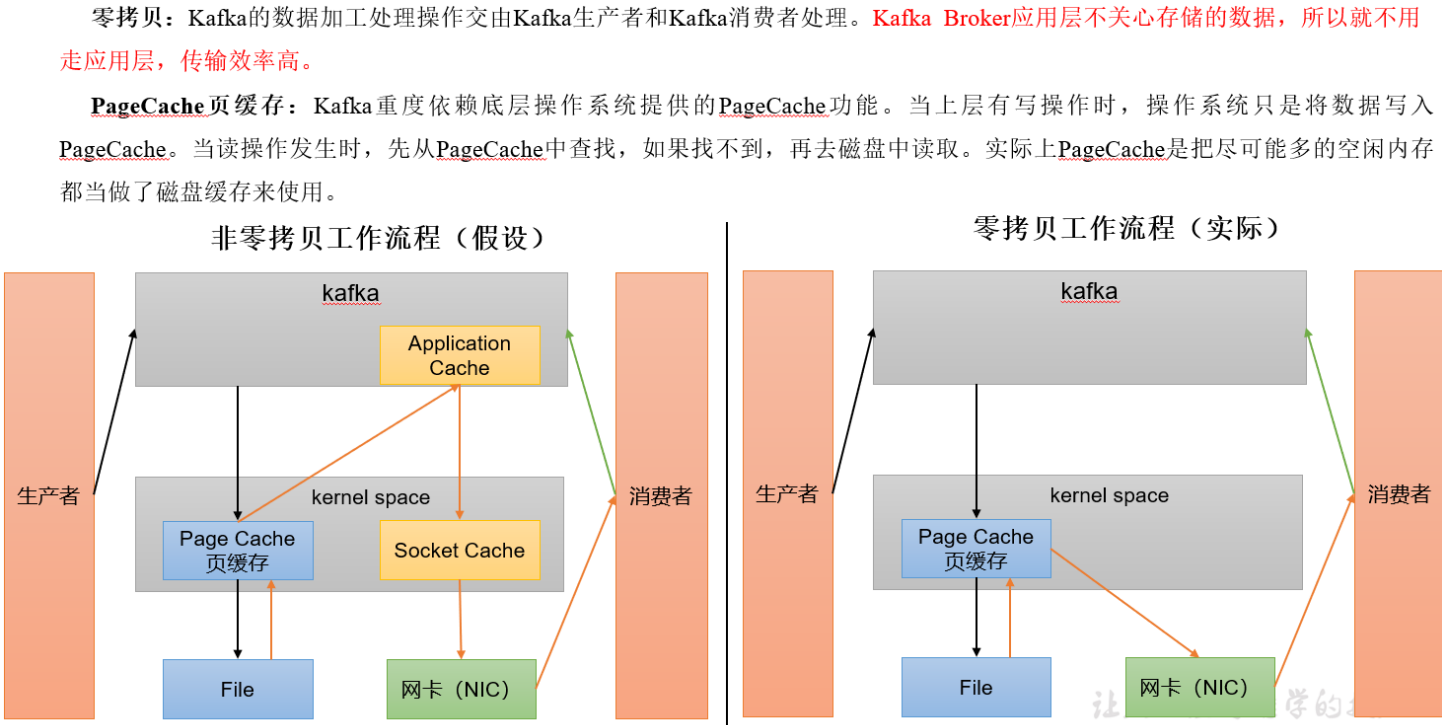 零拷贝：Kafka的数据加工处理操作交由Kafka生产者和Kafka消费者处理。Kafka Broker应用层不关心存储的数据，所以就不用
走应用层，传输效率高。
PageCache页缓存：Kafka重度依赖底层操作系统提供的PageCache功能。当上层有写操作时，操作系统只是将数据写入
PageCache。当读操作发生时，先从PageCache中查找，如果找不到，再去磁盘中读取。实际上PageCache是把尽可能多的空闲内存
都当做了磁盘缓存来使用。
非零拷贝工作流程（假设）
kafka
Application
Cache
生产者
kernel space
Page Cache
页缓存
Socket Cache
消费者
File
网卡（NIC）
零拷贝工作流程（实际）
kafka
生产者
kernel space
Page Cache
页缓存
消费者
File
网卡（NIC）
让
学的